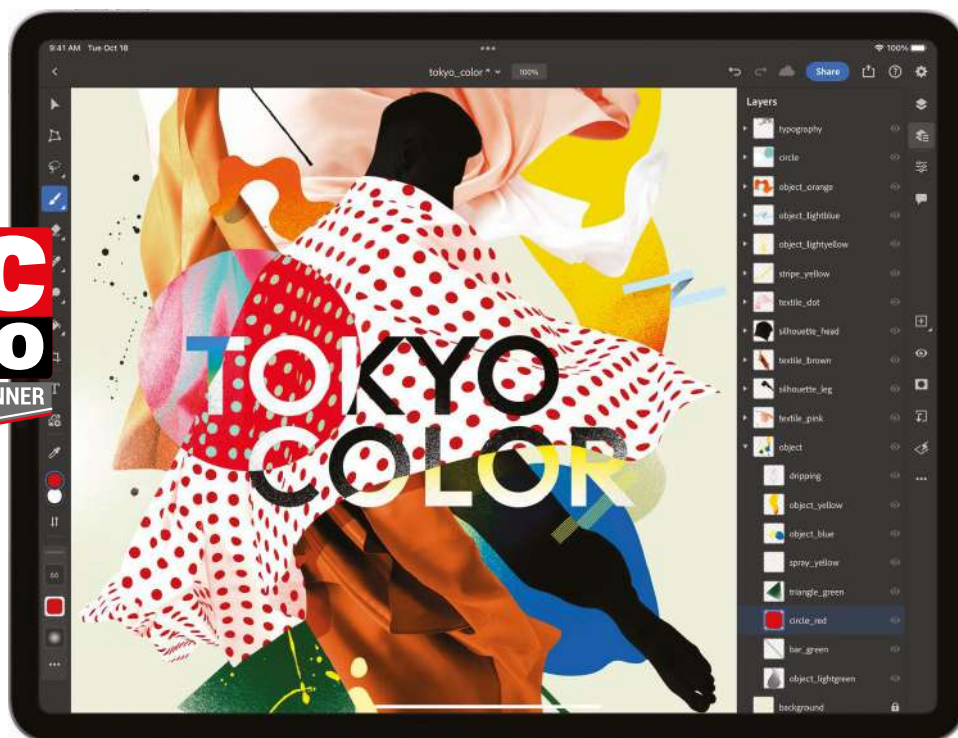 9:41 AM Tue Oct 18
100%
tokyo_color * 100%
Share
Layers
typography
circle
object_orange
object_lightblue
object_lightyellow
stripe_yellow
textile_dot
silhouette_head
textile_brown
silhouette_leg
textile_pink
object
dripping
object_yellow
object_blue
spray_yellow
triangle_green
circle_red
bar_green
object_lightgreen
background
TOKYO
COLOR
C
O
NNER
T